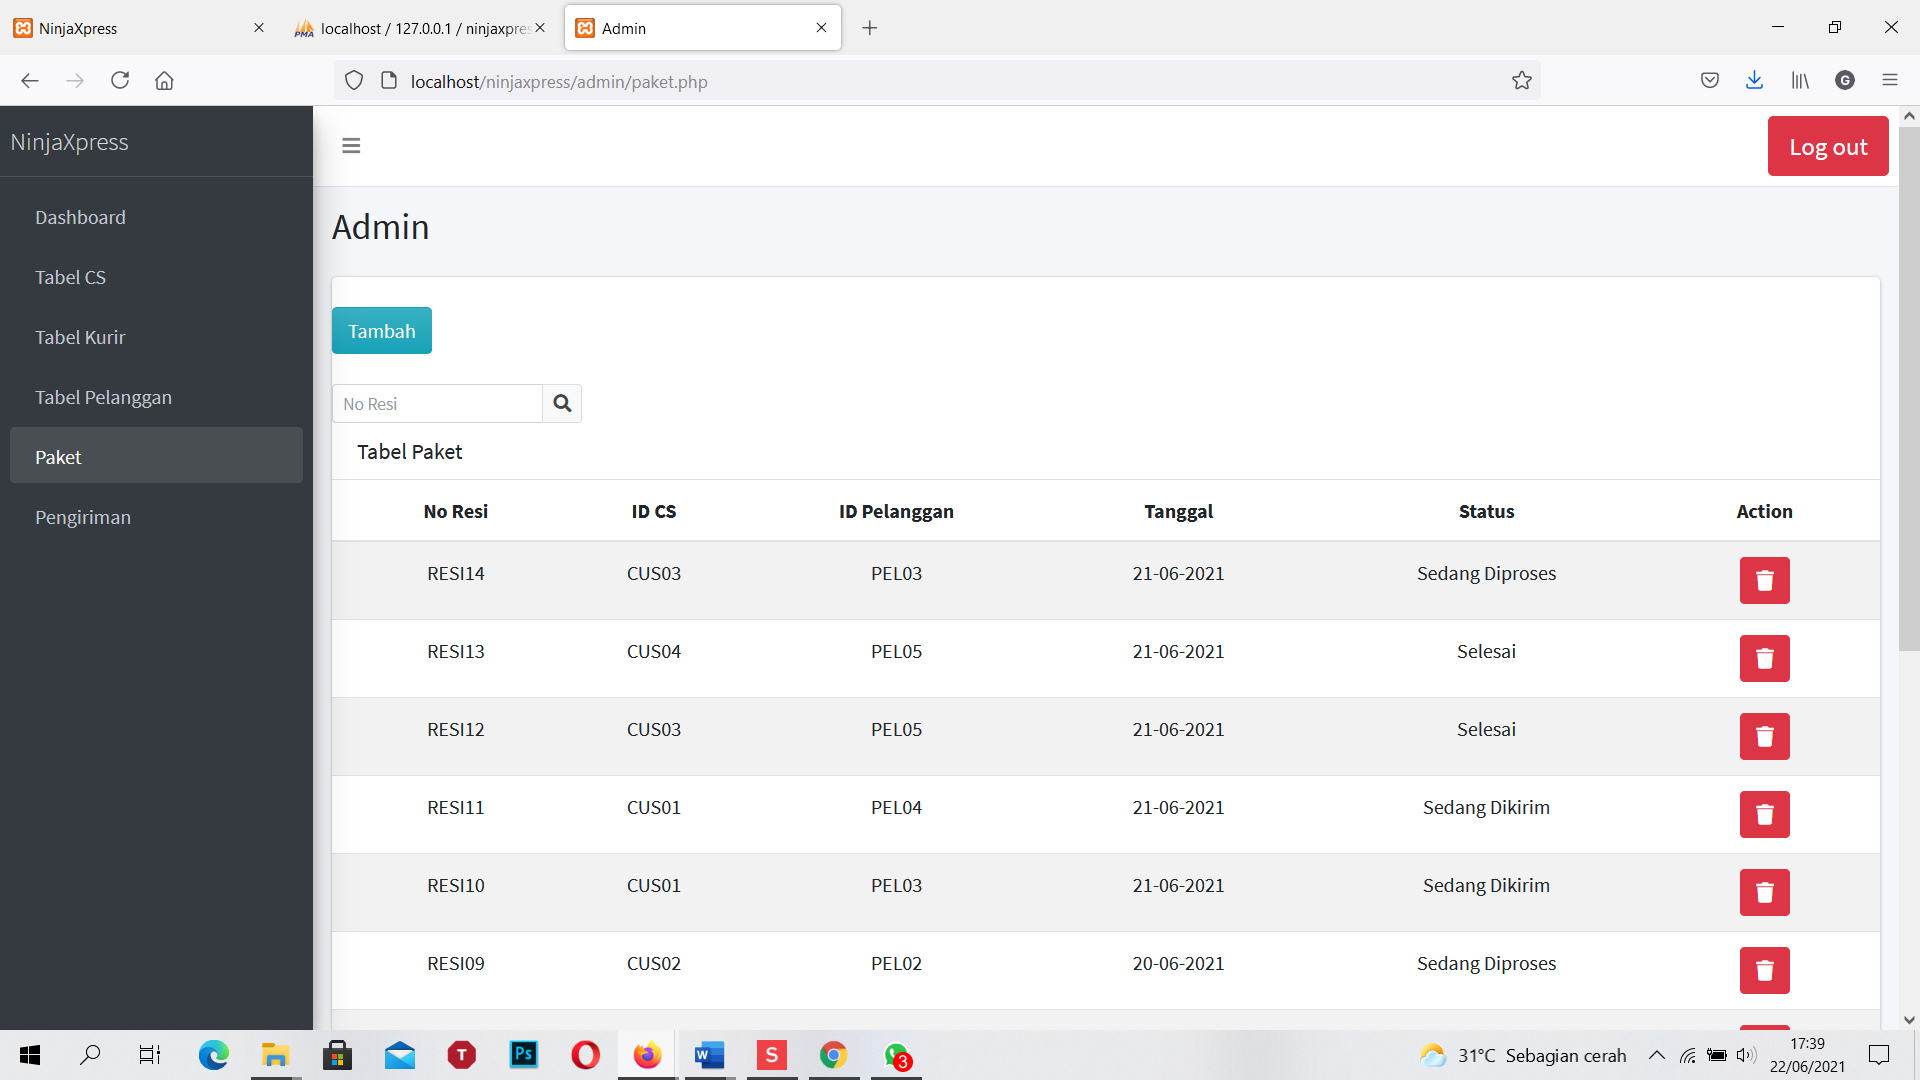 NinjaXpress
localhost / 127.0.0.1 / ninjaxpres
Admin
localhost/ninjaxpress/admin/paket.php
G
NinjaXpress
Log out
Dashboard
Tabel CS
Tabel Kurir
Tabel Pelanggan
Paket
Pengiriman
Admin
Tambah
No Resi
Tabel Paket
No Resi ID CS ID Pelanggan Tanggal Status Action
RESI14 CUS03 PEL03 21-06-2021 Sedang Diproses
RESI13 CUS04 PEL05 21-06-2021 Selesai
RESI12 CUS03 PEL05 21-06-2021 Selesai
RESI11 CUS01 PEL04 21-06-2021 Sedang Dikirim
RESI10 CUS01 PEL03 21-06-2021 Sedang Dikirim
RESI09 CUS02 PEL02 20-06-2021 Sedang Diproses
T
Ps
W
S
3
31°C Sebagian cerah
17:39
22/06/2021